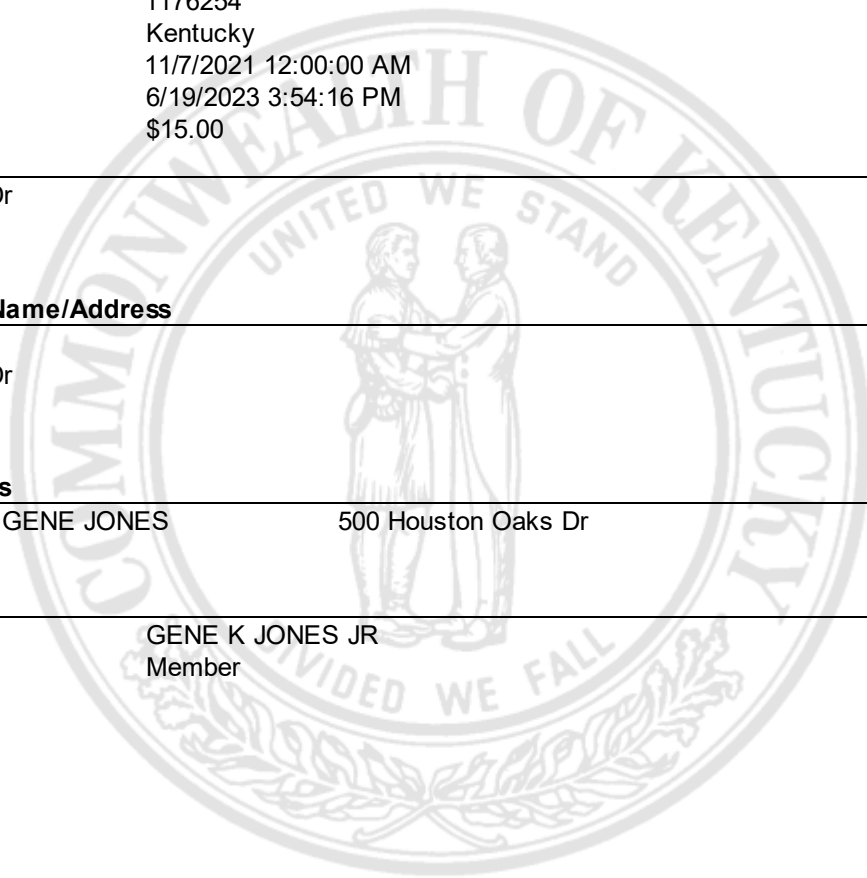 1176254
Kentucky
11/7/2021 12:00:00 AM
6/19/2023 3:54:16 PM
$15.00
Dr
Name/Address
Dr
s
GENE JONES 500 Houston Oaks Dr
GENE K JONES JR
Member
COMMONWEALTH OF KENTUCKY
UNITED WE STAND
DIVIDED WE FALL